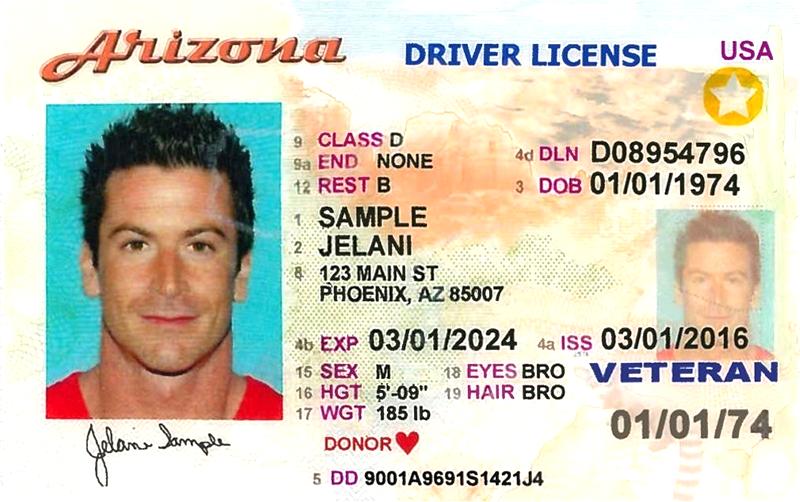 Arizona DRIVER LICENSE USA
9 CLASS D
9a END NONE
4d DLN D08954796
12 REST B
3 DOB 01/01/1974
1 SAMPLE
2 JELANI
8 123 MAIN ST
PHOENIX, AZ 85007
4b EXP 03/01/2024
4a ISS 03/01/2016
15 SEX M
18 EYES BRO
VETERAN
16 HGT 5'-09"
19 HAIR BRO
17 WGT 185 lb
01/01/74
Jelani Sample
DONOR
5 DD 9001A9691S1421J4